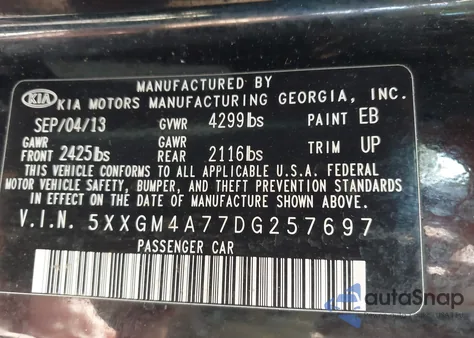 MANUFACTURED BY
KIA KIA MOTORS MANUFACTURING GEORGIA, INC.
SEP/04/13 GVWR 4299lbs PAINT EB
GAWR GAWR
FRONT 2425lbs REAR 2116lbs TRIM UP
THIS VEHICLE CONFORMS TO ALL APPLICABLE U.S.A. FEDERAL
MOTOR VEHICLE SAFETY, BUMPER, AND THEFT PREVENTION STANDARDS
IN EFFECT ON THE DATE OF MANUFACTURE SHOWN ABOVE.
V.I.N. 5XXGM4A77DG257697
PASSENGER CAR
autaSnap